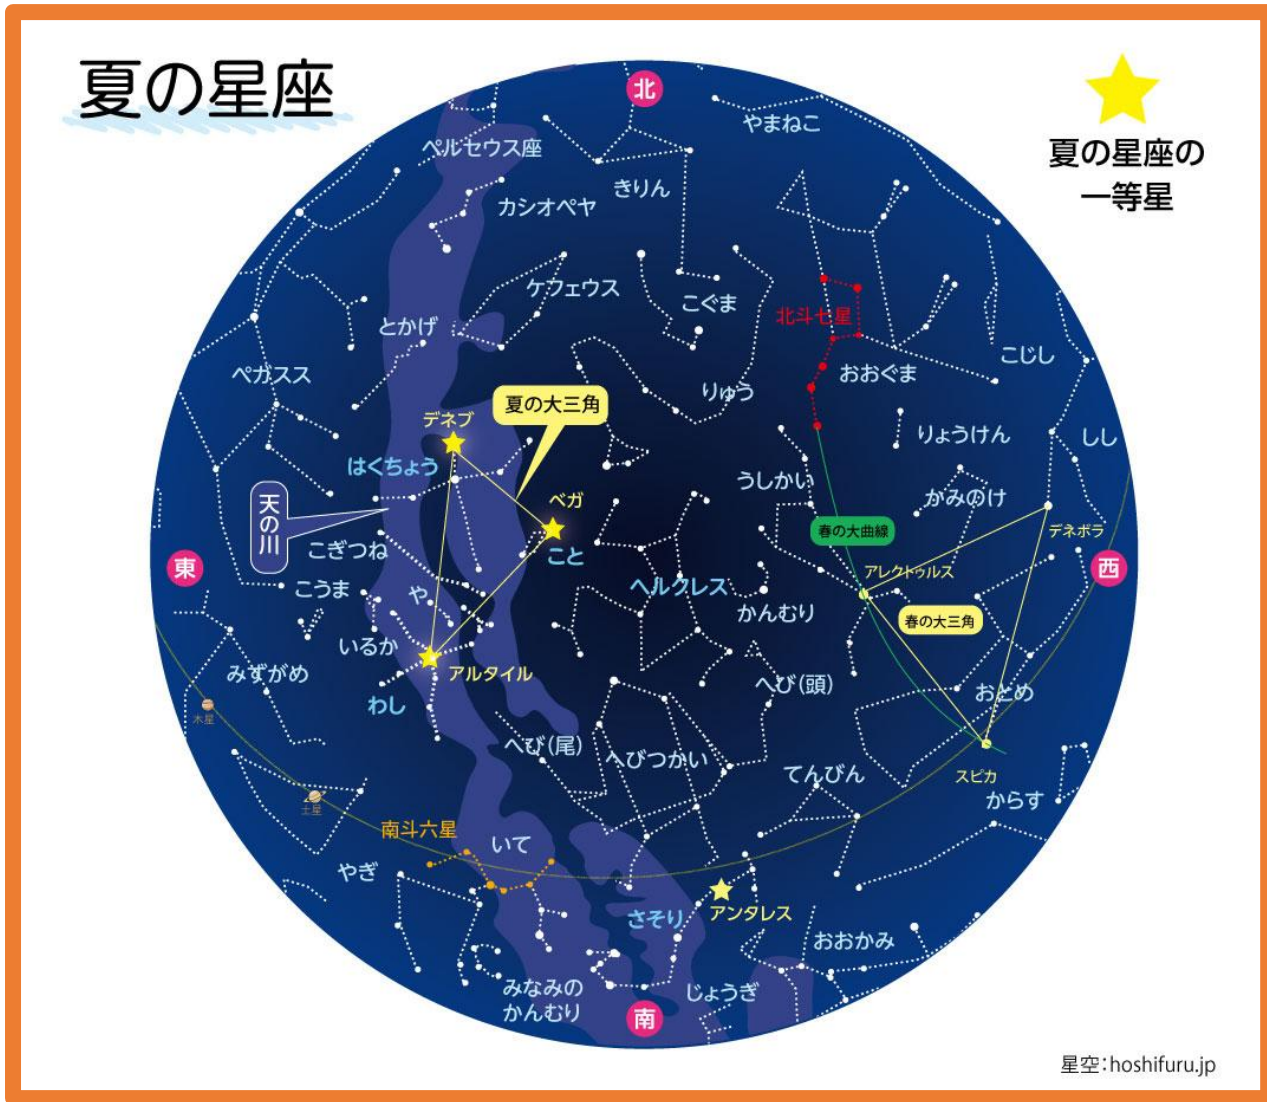 夏の星座
夏の星座の
一等星
北
やまねこ
ペルセウス座
きりん
カシオペヤ
ケフェウス
こぐま
北斗七星
とかげ
こじし
おおぐま
ペガスス
りゅう
夏の大三角
デネブ
りょうけん
しし
はくちょう
うしかい
かみのけ
ベガ
天の川
春の大曲線
デネボラ
こぎつね
こと
東
西
アレクトゥルス
こうま
や
ヘルクレス
かんむり
春の大三角
いるか
みずがめ
アルタイル
へび(頭)
おとめ
わし
木星
へび(尾)
へびつかい
てんびん
スピカ
からす
土星
南斗六星
いて
やぎ
さそり
アンタレス
おおかみ
みなみの
かんむり
じょうぎ
南
星空:hoshifuru.jp